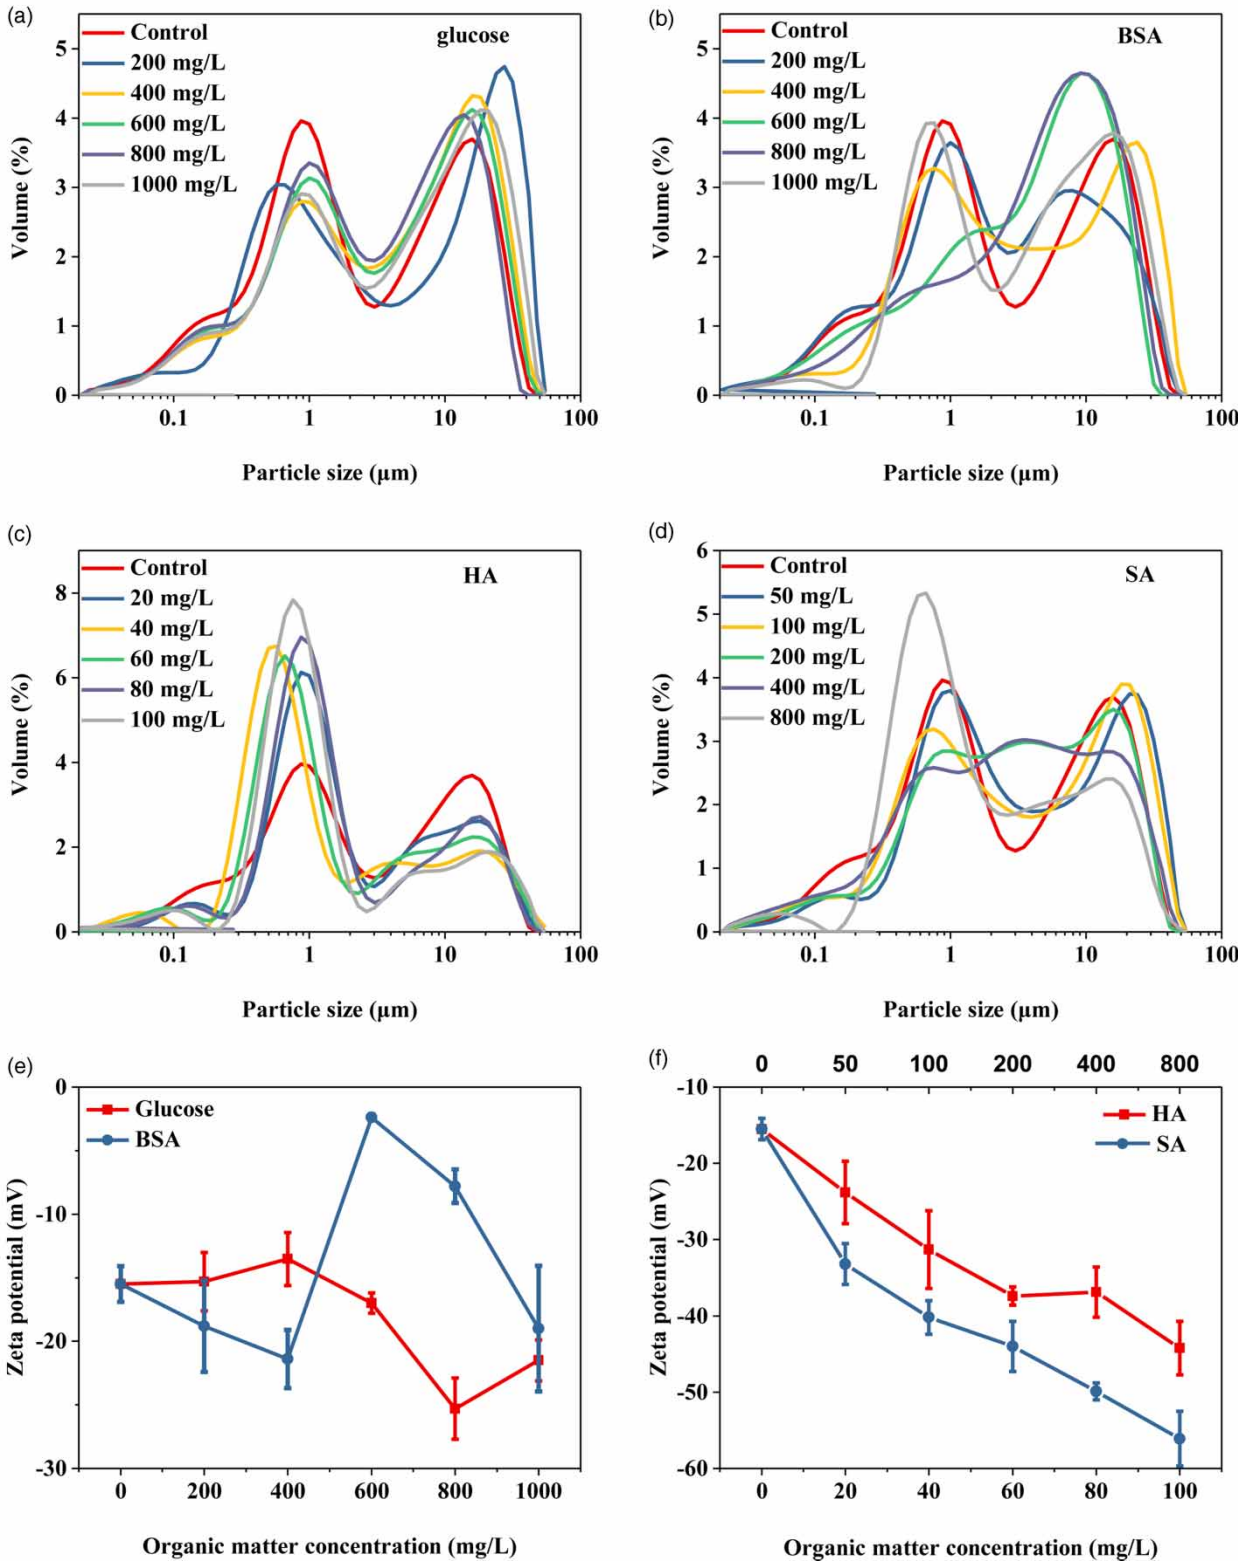 (a)
glucose
Control
200 mg/L
400 mg/L
600 mg/L
800 mg/L
1000 mg/L
5
4
3
2
1
0
Volume (%)
0.1 1 10 100
Particle size (µm)
(b)
BSA
Control
200 mg/L
400 mg/L
600 mg/L
800 mg/L
1000 mg/L
5
4
3
2
1
0
Volume (%)
0.1 1 10 100
Particle size (µm)
(c)
HA
Control
20 mg/L
40 mg/L
60 mg/L
80 mg/L
100 mg/L
8
6
4
2
0
Volume (%)
0.1 1 10 100
Particle size (µm)
(d)
SA
Control
50 mg/L
100 mg/L
200 mg/L
400 mg/L
800 mg/L
6
5
4
3
2
1
0
Volume (%)
0.1 1 10 100
Particle size (µm)
(e)
Glucose
BSA
0
-10
-20
-30
Zeta potential (mV)
0 200 400 600 800 1000
Organic matter concentration (mg/L)
(f)
0 50 100 200 400 800
HA
SA
-10
-20
-30
-40
-50
-60
Zeta potential (mV)
0 20 40 60 80 100
Organic matter concentration (mg/L)